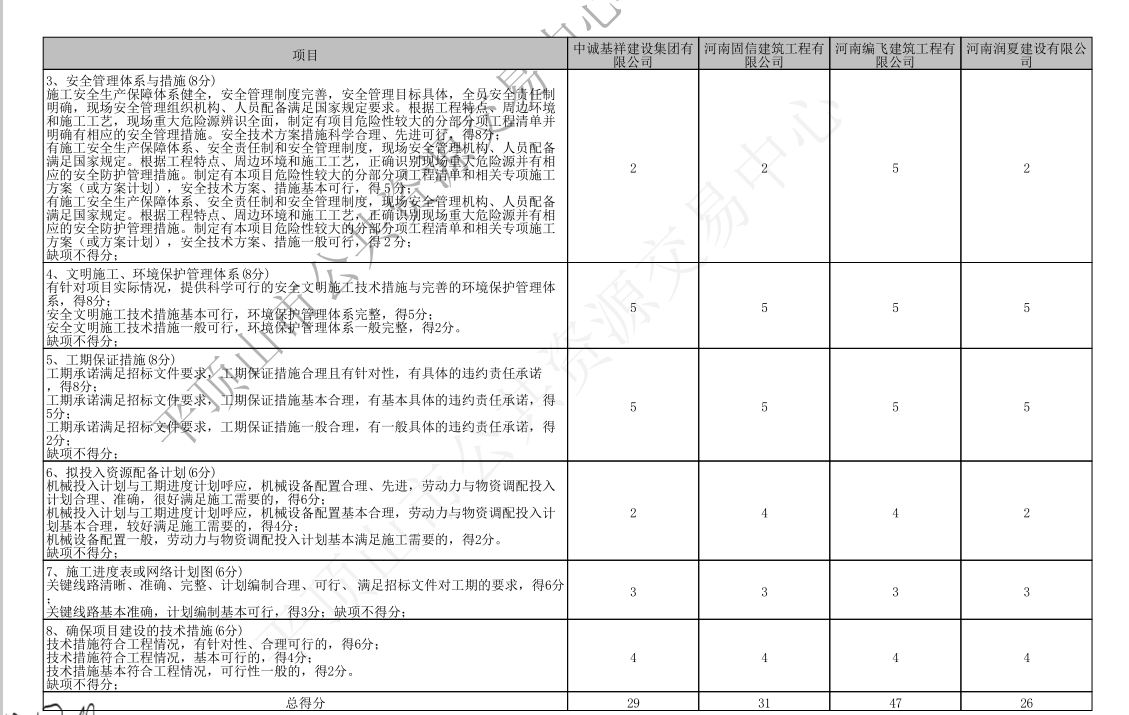 项目
中诚基祥建设集团有
限公司
河南固信建筑工程有
限公司
河南编飞建筑工程有
限公司
河南润夏建设有限公
司
3、安全管理体系与措施(8分)
施工安全生产保障体系健全，安全管理制度完善，安全管理目标具体，全员安全责任制
明确，现场安全管理组织机构、人员配备满足国家规定要求。根据工程特点、周边环境
和施工工艺，现场重大危险源辨识全面，制定有项目危险性较大的分部分项工程清单并
明确有相应的安全管理措施。安全技术方案措施科学合理、先进可行，得8分；
有施工安全生产保障体系、安全责任制和安全管理制度，现场安全管理机构、人员配备
满足国家规定。根据工程特点、周边环境和施工工艺，正确识别现场重大危险源并有相
应的安全防护管理措施。制定有本项目危险性较大的分部分项工程清单和相关专项施工
方案（或方案计划），安全技术方案、措施基本可行，得5分；
有施工安全生产保障体系、安全责任制和安全管理制度，现场安全管理机构、人员配备
满足国家规定。根据工程特点、周边环境和施工工艺，正确识别现场重大危险源并有相
应的安全防护管理措施。制定有本项目危险性较大的分部分项工程清单和相关专项施工
方案（或方案计划），安全技术方案、措施一般可行，得2分；
缺项不得分；
2
2
5
2
4、文明施工、环境保护管理体系(8分)
有针对项目实际情况，提供科学可行的安全文明施工技术措施与完善的环境保护管理体
系，得8分；
安全文明施工技术措施基本可行，环境保护管理体系完整，得5分；
安全文明施工技术措施一般可行，环境保护管理体系一般完整，得2分。
缺项不得分；
5
5
5
5
5、工期保证措施(8分)
工期承诺满足招标文件要求，工期保证措施合理且有针对性，有具体的违约责任承诺
，得8分；
工期承诺满足招标文件要求，工期保证措施基本合理，有基本具体的违约责任承诺，得
5分；
工期承诺满足招标文件要求，工期保证措施一般合理，有一般具体的违约责任承诺，得
2分；
缺项不得分；
5
5
5
5
6、拟投入资源配备计划(6分)
机械投入计划与工期进度计划呼应，机械设备配置合理、先进，劳动力与物资调配投入
计划合理、准确，很好满足施工需要的，得6分；
机械投入计划与工期进度计划呼应，机械设备配置基本合理，劳动力与物资调配投入计
划基本合理，较好满足施工需要的，得4分；
机械设备配置一般，劳动力与物资调配投入计划基本满足施工需要的，得2分。
缺项不得分；
2
4
4
2
7、施工进度表或网络计划图(6分)
关键线路清晰、准确、完整、计划编制合理、可行、满足招标文件对工期的要求，得6分
；
关键线路基本准确，计划编制基本可行，得3分；缺项不得分；
3
3
3
3
8、确保项目建设的技术措施(6分)
技术措施符合工程情况，有针对性、合理可行的，得6分；
技术措施符合工程情况，基本可行的，得4分；
技术措施基本符合工程情况，可行性一般的，得2分。
缺项不得分；
4
4
4
4
总得分
29
31
47
26
平顶山市公共资源交易中心
平顶山市公共资源交易中心